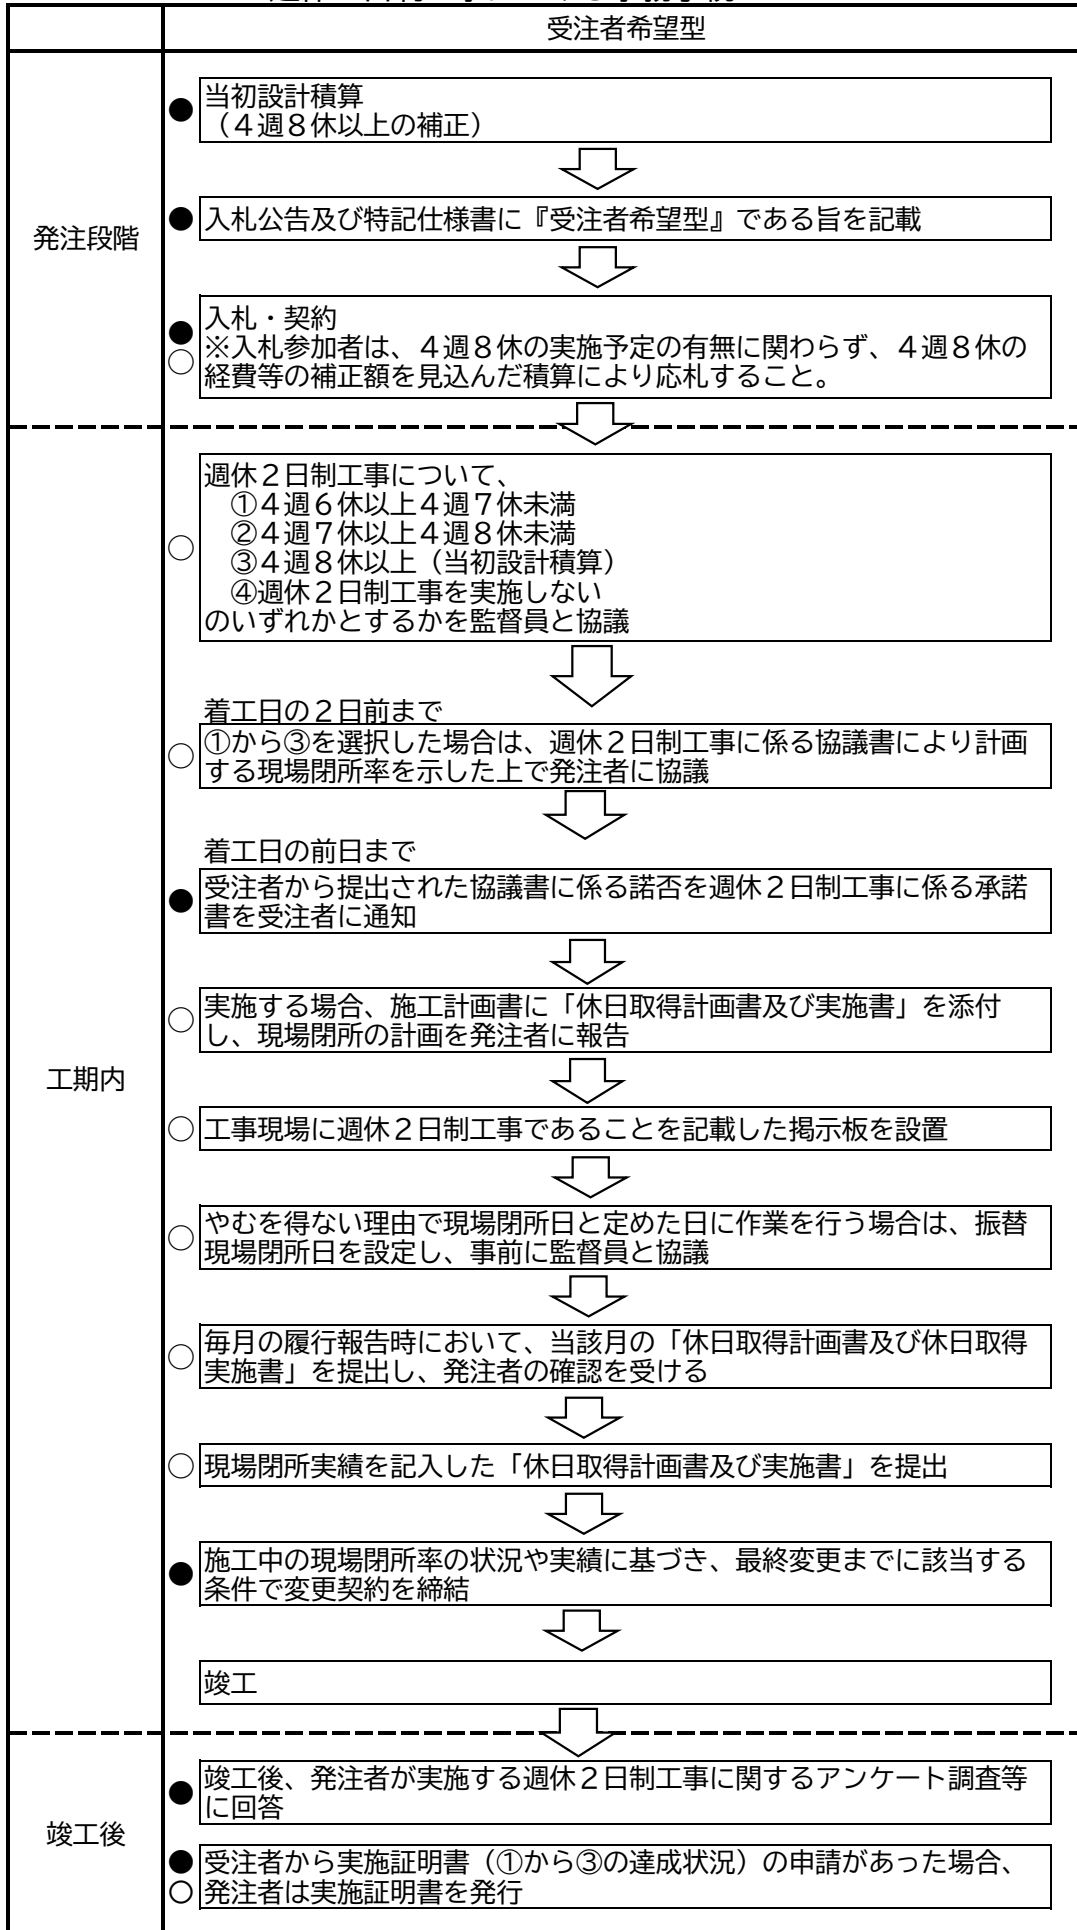 受注者希望型
発注段階
● 当初設計積算
（４週８休以上の補正）
● 入札公告及び特記仕様書に『受注者希望型』である旨を記載
● 入札・契約
○ ※入札参加者は、４週８休の実施予定の有無に関わらず、４週８休の
経費等の補正額を見込んだ積算により応札すること。
工期内
週休２日制工事について、
①４週６休以上４週７休未満
②４週７休以上４週８休未満
○ ③４週８休以上（当初設計積算）
④週休２日制工事を実施しない
のいずれかとするかを監督員と協議
着工日の２日前まで
○ ①から③を選択した場合は、週休２日制工事に係る協議書により計画
する現場閉所率を示した上で発注者に協議
着工日の前日まで
● 受注者から提出された協議書に係る諾否を週休２日制工事に係る承諾
書を受注者に通知
○ 実施する場合、施工計画書に「休日取得計画書及び実施書」を添付
し、現場閉所の計画を発注者に報告
○ 工事現場に週休２日制工事であることを記載した掲示板を設置
○ やむを得ない理由で現場閉所日と定めた日に作業を行う場合は、振替
現場閉所日を設定し、事前に監督員と協議
○ 毎月の履行報告時において、当該月の「休日取得計画書及び休日取得
実施書」を提出し、発注者の確認を受ける
○ 現場閉所実績を記入した「休日取得計画書及び実施書」を提出
● 施工中の現場閉所率の状況や実績に基づき、最終変更までに該当する
条件で変更契約を締結
竣工
竣工後
● 竣工後、発注者が実施する週休２日制工事に関するアンケート調査等
に回答
● 受注者から実施証明書（①から③の達成状況）の申請があった場合、
○ 発注者は実施証明書を発行